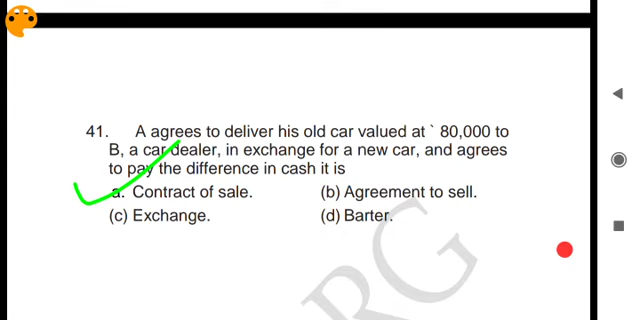 41. A agrees to deliver his old car valued at ` 80,000 to
B, a car dealer, in exchange for a new car, and agrees
to pay the difference in cash it is
a. Contract of sale. (b) Agreement to sell.
(c) Exchange. (d) Barter.
RG